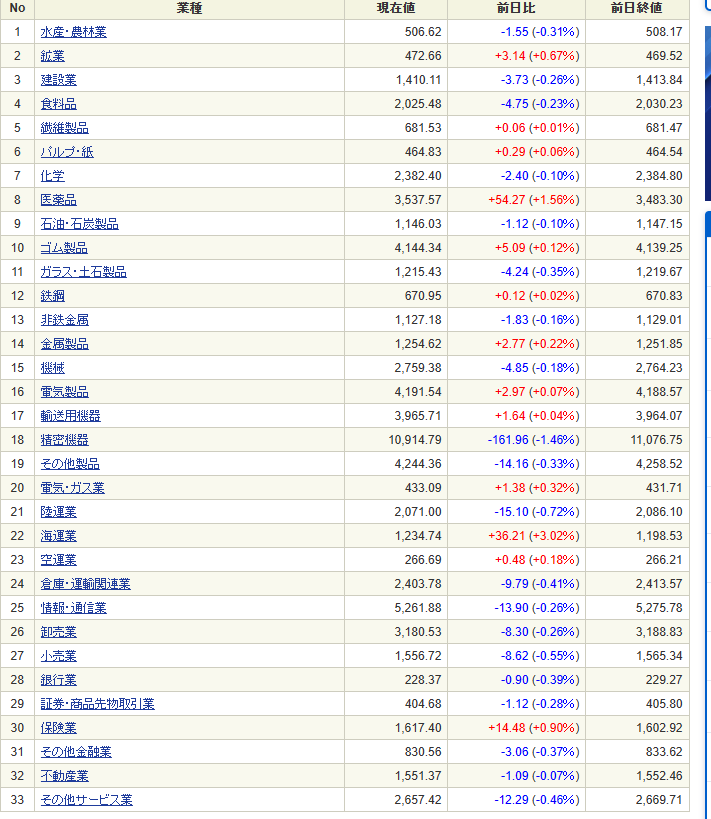 No 業種 現在値 前日比 前日終値
1 水産・農林業 506.62 -1.55 (-0.31%) 508.17
2 鉱業 472.66 +3.14 (+0.67%) 469.52
3 建設業 1,410.11 -3.73 (-0.26%) 1,413.84
4 食料品 2,025.48 -4.75 (-0.23%) 2,030.23
5 繊維製品 681.53 +0.06 (+0.01%) 681.47
6 パルプ・紙 464.83 +0.29 (+0.06%) 464.54
7 化学 2,382.40 -2.40 (-0.10%) 2,384.80
8 医薬品 3,537.57 +54.27 (+1.56%) 3,483.30
9 石油・石炭製品 1,146.03 -1.12 (-0.10%) 1,147.15
10 ゴム製品 4,144.34 +5.09 (+0.12%) 4,139.25
11 ガラス・土石製品 1,215.43 -4.24 (-0.35%) 1,219.67
12 鉄鋼 670.95 +0.12 (+0.02%) 670.83
13 非鉄金属 1,127.18 -1.83 (-0.16%) 1,129.01
14 金属製品 1,254.62 +2.77 (+0.22%) 1,251.85
15 機械 2,759.38 -4.85 (-0.18%) 2,764.23
16 電気製品 4,191.54 +2.97 (+0.07%) 4,188.57
17 輸送用機器 3,965.71 +1.64 (+0.04%) 3,964.07
18 精密機器 10,914.79 -161.96 (-1.46%) 11,076.75
19 その他製品 4,244.36 -14.16 (-0.33%) 4,258.52
20 電気・ガス業 433.09 +1.38 (+0.32%) 431.71
21 陸運業 2,071.00 -15.10 (-0.72%) 2,086.10
22 海運業 1,234.74 +36.21 (+3.02%) 1,198.53
23 空運業 266.69 +0.48 (+0.18%) 266.21
24 倉庫・運輸関連業 2,403.78 -9.79 (-0.41%) 2,413.57
25 情報・通信業 5,261.88 -13.90 (-0.26%) 5,275.78
26 卸売業 3,180.53 -8.30 (-0.26%) 3,188.83
27 小売業 1,556.72 -8.62 (-0.55%) 1,565.34
28 銀行業 228.37 -0.90 (-0.39%) 229.27
29 証券・商品先物取引業 404.68 -1.12 (-0.28%) 405.80
30 保険業 1,617.40 +14.48 (+0.90%) 1,602.92
31 その他金融業 830.56 -3.06 (-0.37%) 833.62
32 不動産業 1,551.37 -1.09 (-0.07%) 1,552.46
33 その他サービス業 2,657.42 -12.29 (-0.46%) 2,669.71